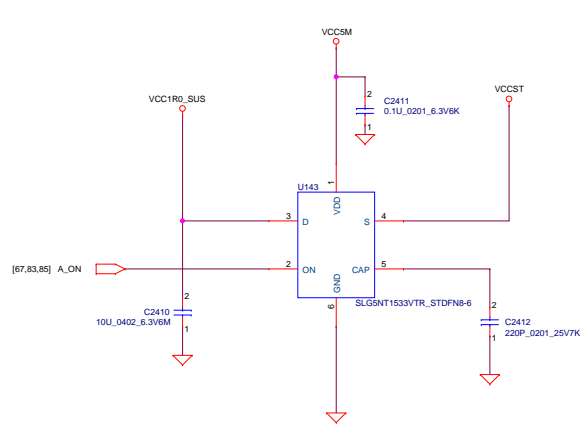 VCC5M
VCC1R0_SUS
VCCST
2
C2411
0.1U_0201_6.3V6K
1
U143
1
VDD
3
D
S
4
[67,83,85] A_ON
2
ON
CAP
5
GND
6
SLG5NT1533VTR_STDFN8-6
2
C2410
10U_0402_6.3V6M
1
2
C2412
220P_0201_25V7K
1